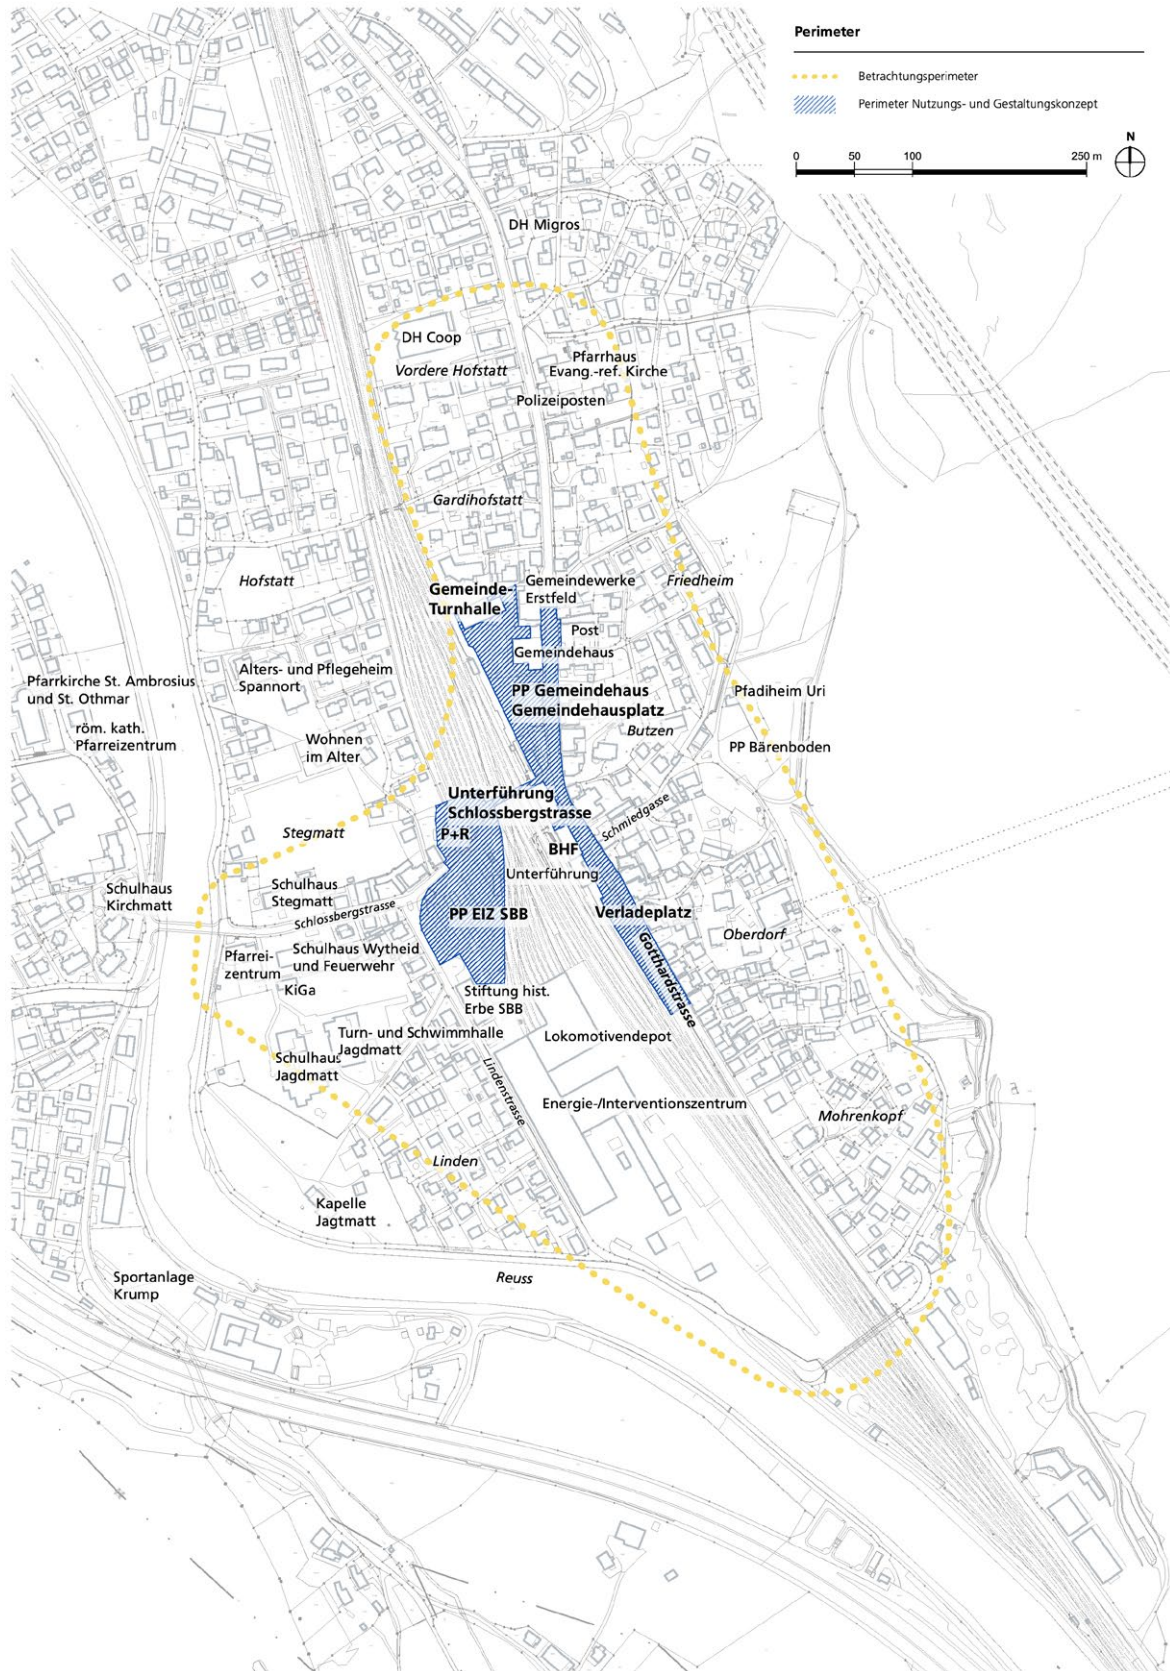 Perimeter
Betrachtungsperimeter
Perimeter Nutzungs- und Gestaltungskonzept
N
0 50 100 250 m
DH Migros
DH Coop
Vordere Hofstatt
Pfarrhaus
Evang.-ref. Kirche
Polizeiposten
Gardihofstatt
Hofstatt
Gemeinde-
Turnhalle
Gemeindewerke
Erstfeld
Friedheim
Post
Gemeindehaus
Alters- und Pflegeheim
Spannort
Pfarrkirche St. Ambrosius
und St. Othmar
PP Gemeindehaus
Gemeindehausplatz
Pfadiheim Uri
röm. kath.
Pfarreizentrum
Butzen
Wohnen
im Alter
PP Bärenboden
Unterführung
Schlossbergstrasse
Schmiedgasse
Stegmatt
P+R
BHF
Unterführung
Schulhaus
Kirchmatt
Schulhaus
Stegmatt
Schlossbergstrasse
PP EIZ SBB
Verladeplatz
Oberdorf
Gotthardstrasse
Pfarrei-
zentrum
Schulhaus Wytheid
und Feuerwehr
KiGa
Stiftung hist.
Erbe SBB
Turn- und Schwimmhalle
Jagdmatt
Lokomotivendepot
Schulhaus
Jagdmatt
Lindenstrasse
Energie-/Interventionszentrum
Mohrenkopf
Linden
Kapelle
Jagtmatt
Sportanlage
Krump
Reuss